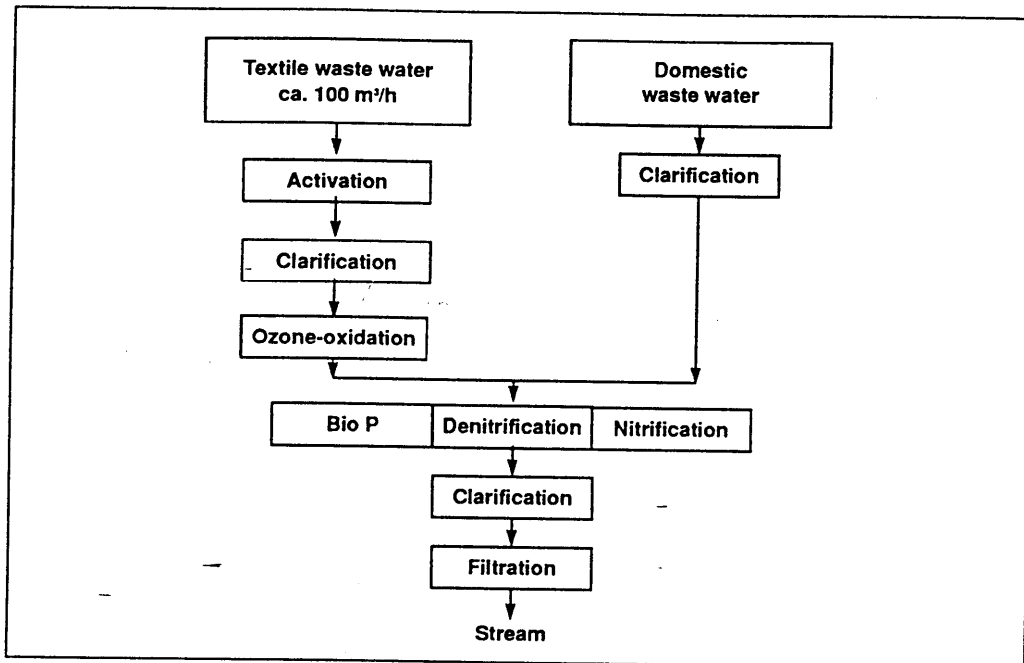 Textile waste water
ca. 100 m³/h
Domestic
waste water
Activation
Clarification
Clarification
Ozone-oxidation
Bio P
Denitrification
Nitrification
Clarification
Filtration
Stream